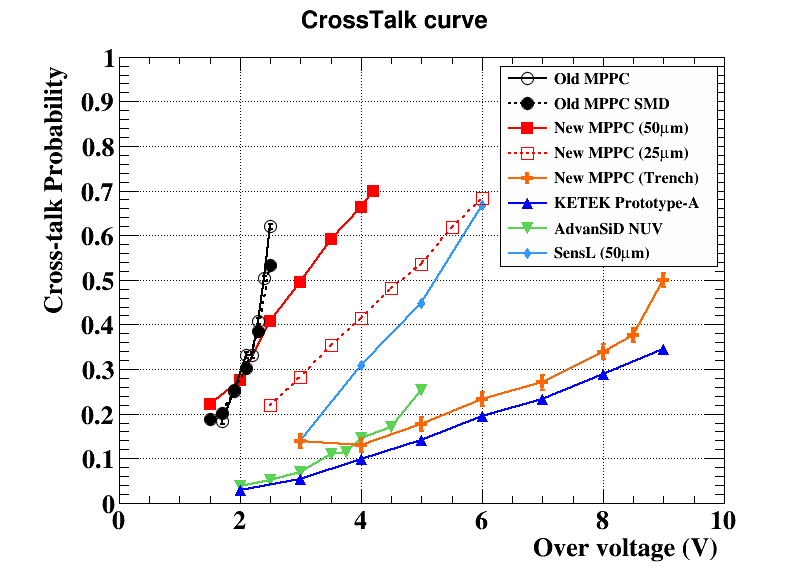 CrossTalk curve
Cross-talk Probability
1
0.9
0.8
0.7
0.6
0.5
0.4
0.3
0.2
0.1
0
Old MPPC
Old MPPC SMD
New MPPC (50μm)
New MPPC (25μm)
New MPPC (Trench)
KETEK Prototype-A
AdvanSiD NUV
SensL (50μm)
0 2 4 6 8 10
Over voltage (V)